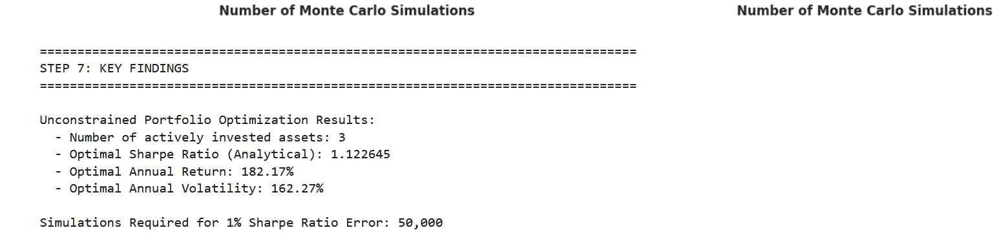 Number of Monte Carlo Simulations Number of Monte Carlo Simulations
================================================================================
STEP 7: KEY FINDINGS
================================================================================
Unconstrained Portfolio Optimization Results:
- Number of actively invested assets: 3
- Optimal Sharpe Ratio (Analytical): 1.122645
- Optimal Annual Return: 182.17%
- Optimal Annual Volatility: 162.27%
Simulations Required for 1% Sharpe Ratio Error: 50,000